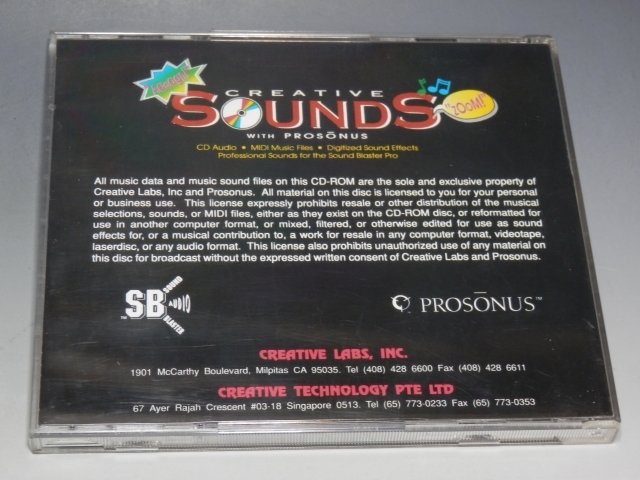 CREATIVE
SOUNDS
"ZOOM!"
WITH PROSŌNUS
CD Audio • MIDI Music Files • Digitized Sound Effects
Professional Sounds for the Sound Blaster Pro
All music data and music sound files on this CD-ROM are the sole and exclusive property of
Creative Labs, Inc and Prosonus. All material on this disc is licensed to you for your personal
or business use. This license expressly prohibits resale or other distribution of the musical
selections, sounds, or MIDI files, either as they exist on the CD-ROM disc, or reformatted for
use in another computer format, or mixed, filtered, or otherwise edited for use as sound
effects for, or a musical contribution to, a work for resale in any computer format, videotape,
laserdisc, or any audio format. This license also prohibits unauthorized use of any material on
this disc for broadcast without the expressed written consent of Creative Labs and Prosonus.
SB SOUND
AUDIO
BLASTER
™
PROSŌNUS™
CREATIVE LABS, INC.
1901 McCarthy Boulevard, Milpitas CA 95035. Tel (408) 428 6600 Fax (408) 428 6611
CREATIVE TECHNOLOGY PTE LTD
67 Ayer Rajah Crescent #03-18 Singapore 0513. Tel (65) 773-0233 Fax (65) 773-0353